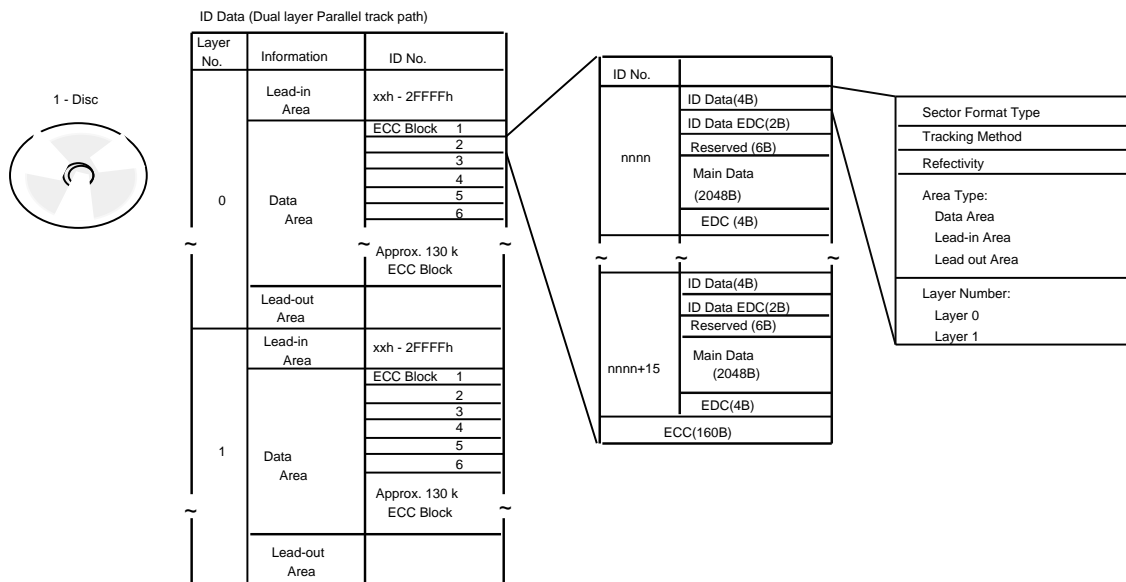 ID Data (Dual layer Parallel track path)
1 - Disc
Layer No.
Information
ID No.
0
Lead-in Area
xxh - 2FFFFh
Data Area
ECC Block 1
2
3
4
5
6
~ ~ ~
Approx. 130 k
ECC Block
Lead-out Area
1
Lead-in Area
xxh - 2FFFFh
Data Area
ECC Block 1
2
3
4
5
6
Approx. 130 k
ECC Block
~ ~ ~
Lead-out Area
ID No.
nnnn
ID Data(4B)
ID Data EDC(2B)
Reserved (6B)
Main Data
(2048B)
EDC (4B)
~ ~ ~
nnnn+15
ID Data(4B)
ID Data EDC(2B)
Reserved (6B)
Main Data
(2048B)
EDC(4B)
ECC(160B)
Sector Format Type
Tracking Method
Refectivity
Area Type:
Data Area
Lead-in Area
Lead out Area
Layer Number:
Layer 0
Layer 1